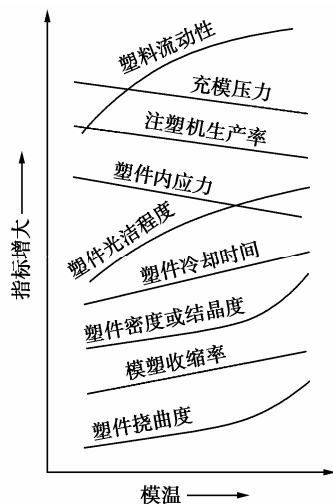 塑料流动性
充模压力
注塑机生产率
塑件内应力
塑件光洁程度
塑件冷却时间
塑件密度或结晶度
模塑收缩率
塑件挠曲度
指标增大
模温